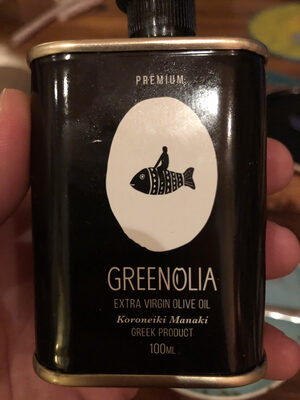 PREMIUM
GREENOLIA
EXTRA VIRGIN OLIVE OIL
Koroneiki Manaki
GREEK PRODUCT
100ML